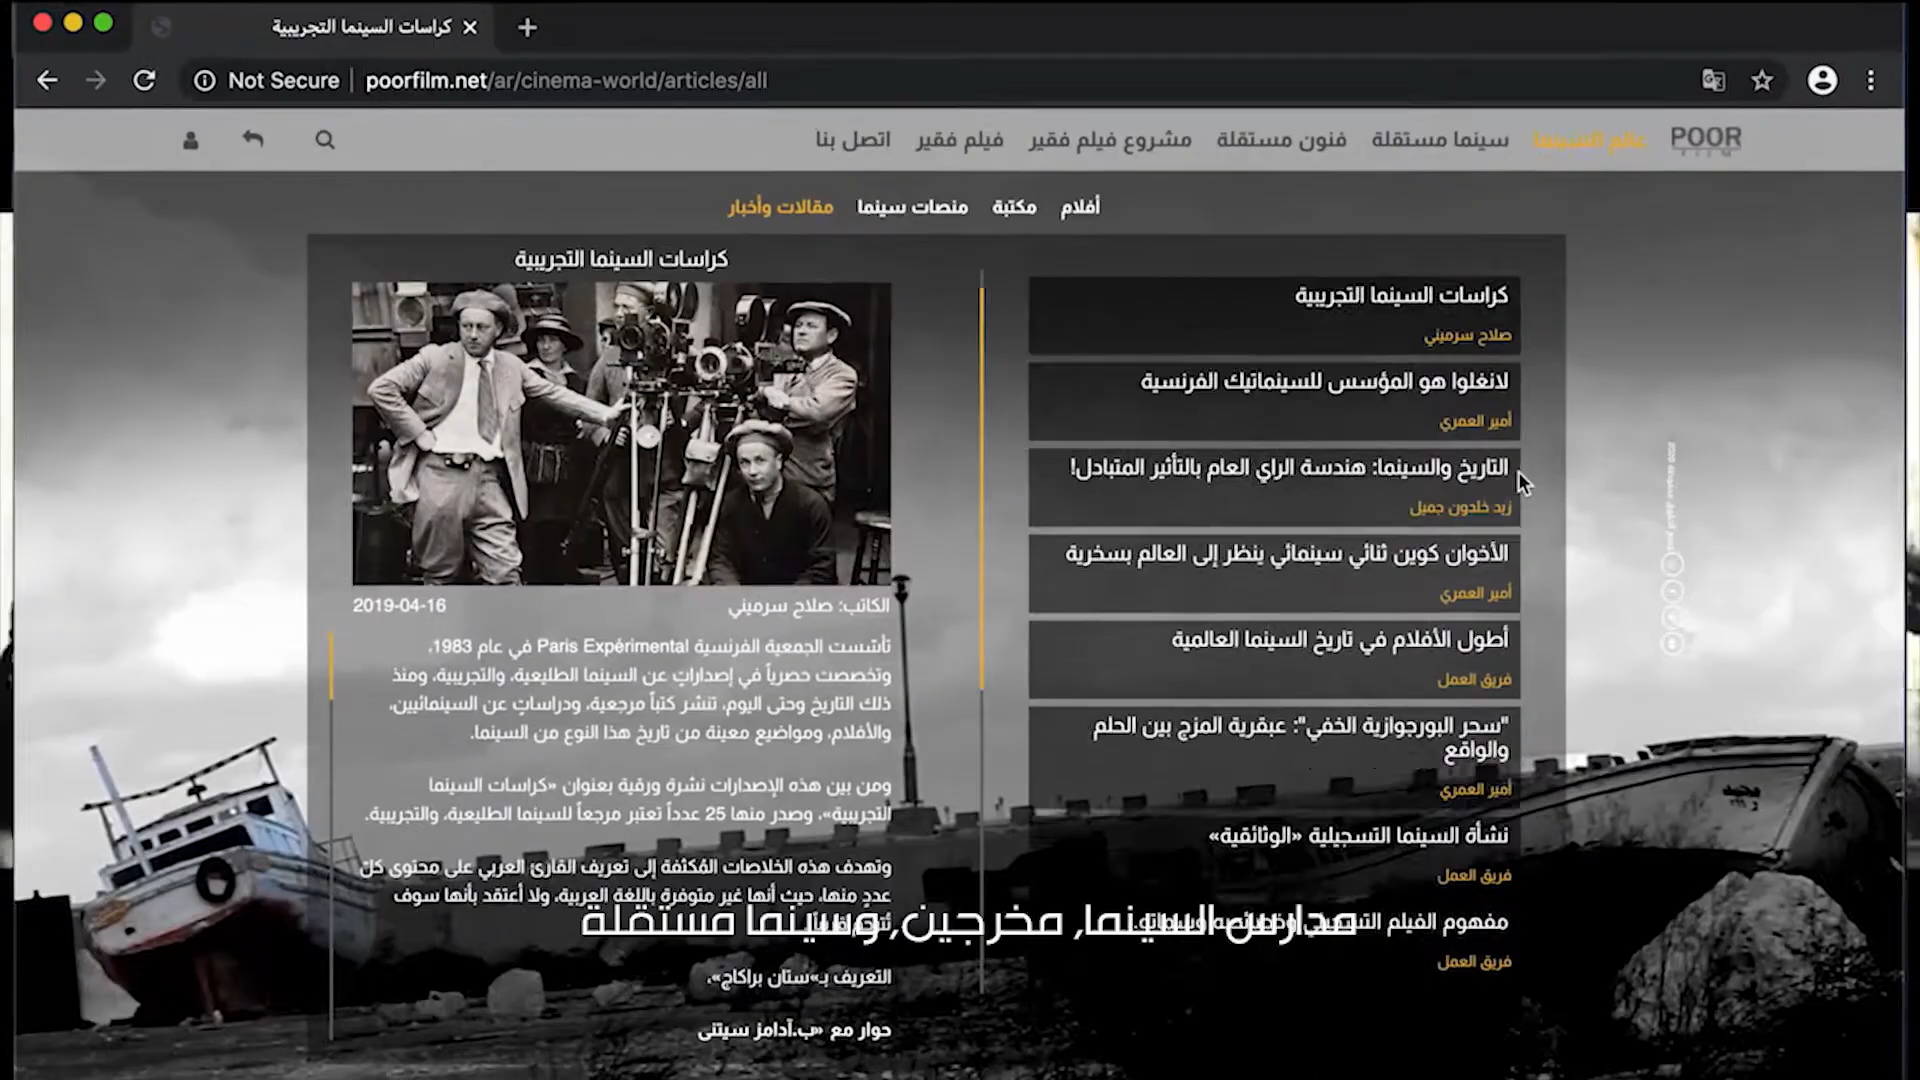 كراسات السينما التجريبية
Not Secure
poorfilm.net/ar/cinema-world/articles/all
POOR
عالم السينما
سينما مستقلة
فنون مستقلة
مشروع فيلم فقير
فيلم فقير
اتصل بنا
أفلام
مكتبة
منصات سينما
مقالات وأخبار
كراسات السينما التجريبية
صلاح سرميني
لانغلوا هو المؤسس للسينماتيك الفرنسية
أمير العمري
التاريخ والسينما: هندسة الراي العام بالتأثير المتبادل!
زيد خلدون جميل
الأخوان كوين ثنائي سينمائي ينظر إلى العالم بسخرية
أمير العمري
أطول الأفلام في تاريخ السينما العالمية
فريق العمل
"سحر البورجوازية الخفي": عبقرية المزج بين الحلم
والواقع
أمير العمري
نشأة السينما التسجيلية «الوثائقية»
فريق العمل
مفهوم الفيلم
فريق العمل
كراسات السينما التجريبية
الكاتب: صلاح سرميني
2019-04-16
تأسّست الجمعية الفرنسية Paris Expérimental في عام 1983،
وتخصصت حصرياً في إصداراتٍ عن السينما الطليعية، والتجريبية، ومنذ
ذلك التاريخ وحتى اليوم، تنشر كتباً مرجعية، ودراساتٍ عن السينمائيين،
والأفلام، ومواضيع معينة من تاريخ هذا النوع من السينما.
ومن بين هذه الإصدارات نشرة ورقية بعنوان «كراسات السينما
التجريبية»، وصدر منها 25 عدداً تعتبر مرجعاً للسينما الطليعية، والتجريبية.
وتهدف هذه الخلاصات المُكثفة إلى تعريف القارئ العربي على محتوى كلّ
عددٍ منها، حيث أنها غير متوفرةٍ باللغة العربية، ولا أعتقد بأنها سوف
التعريف بـ«ستان براكاج»،
حوار مع «ب.آدامز سيتنى
مدارس السينما, مخرجين, وسينما مستقلة